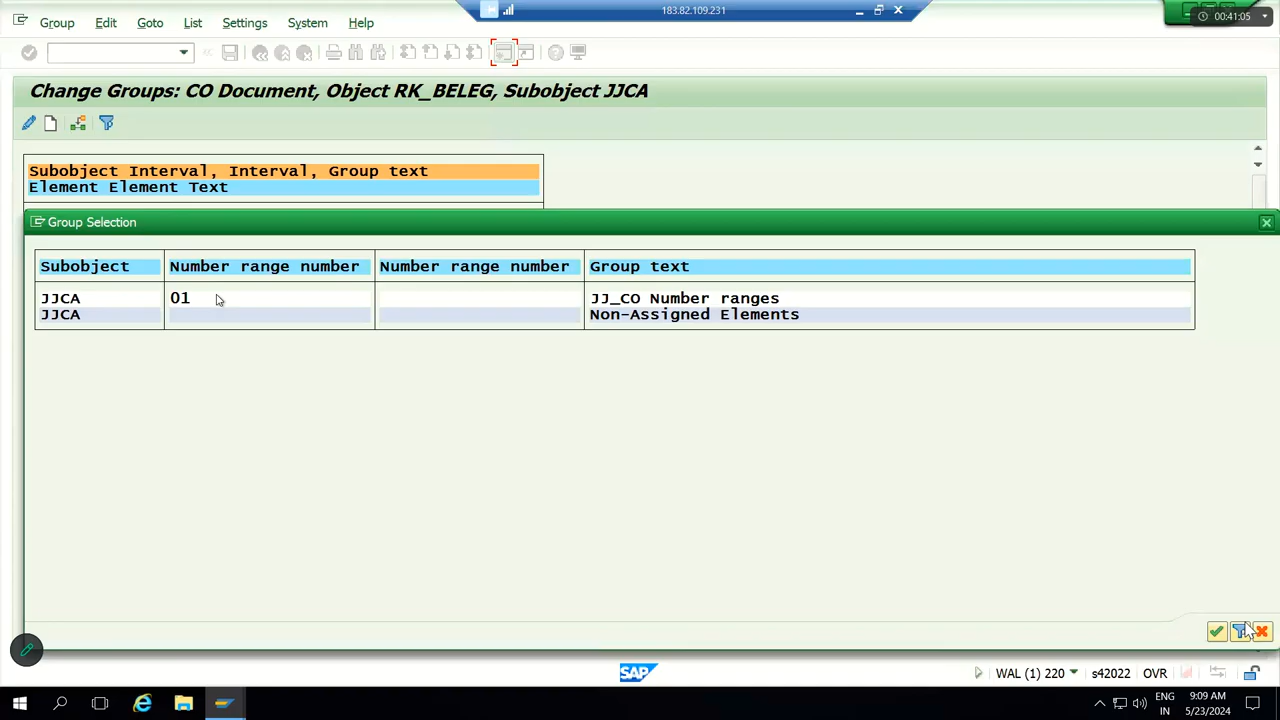 Group Edit Goto List Settings System Help
183.82.109.231
00:41:05
Change Groups: CO Document, Object RK_BELEG, Subobject JJCA
Subobject Interval, Interval, Group text
Element Element Text
Group Selection
Subobject Number range number Number range number Group text
JJCA 01 JJ_CO Number ranges
JJCA Non-Assigned Elements
SAP WAL (1) 220 s42022 OVR
ENG 9:09 AM
IN 5/23/2024